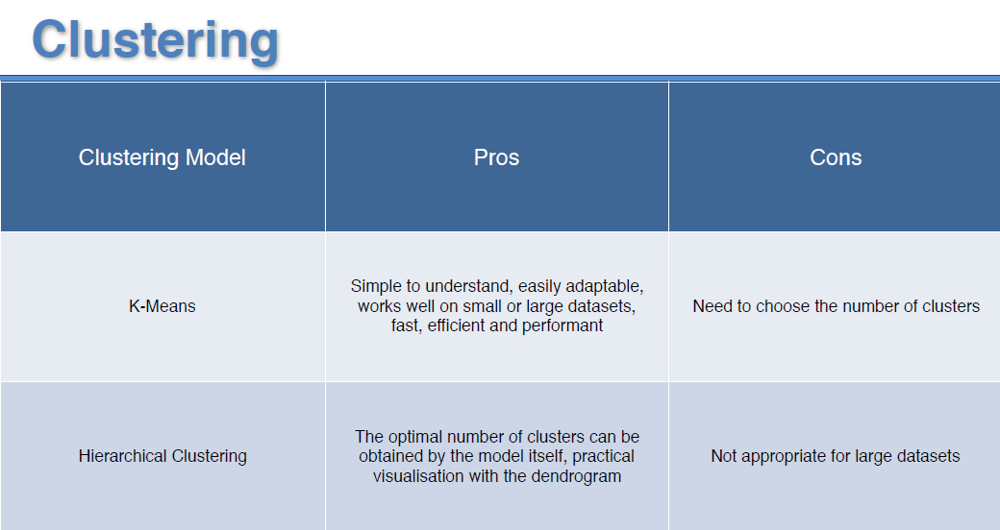 Clustering
Clustering Model
Pros
Cons
K-Means
Simple to understand, easily adaptable,
works well on small or large datasets,
fast, efficient and performant
Need to choose the number of clusters
Hierarchical Clustering
The optimal number of clusters can be
obtained by the model itself, practical
visualisation with the dendrogram
Not appropriate for large datasets